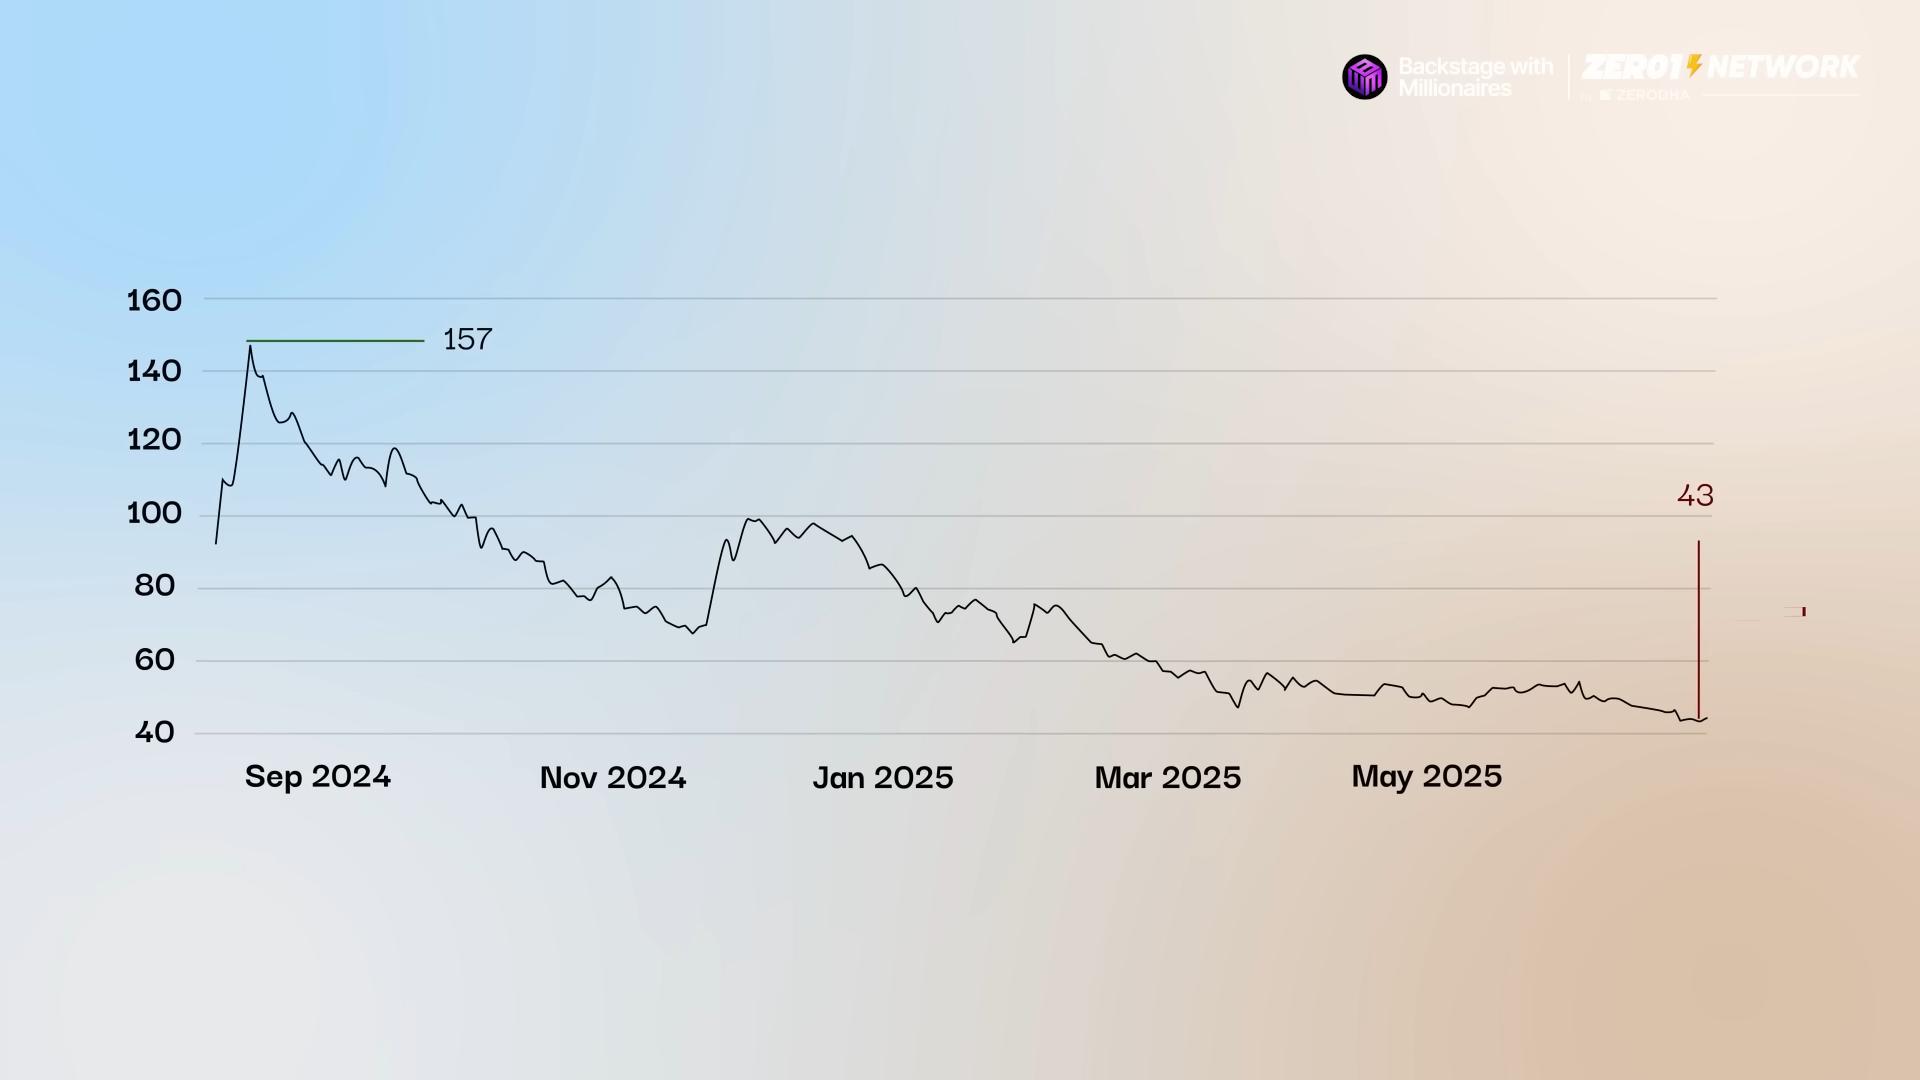 Backstage with
Millionaires
ZERO1 NETWORK
by ZERODHA
160
157
140
120
43
100
80
60
40
Sep 2024
Nov 2024
Jan 2025
Mar 2025
May 2025